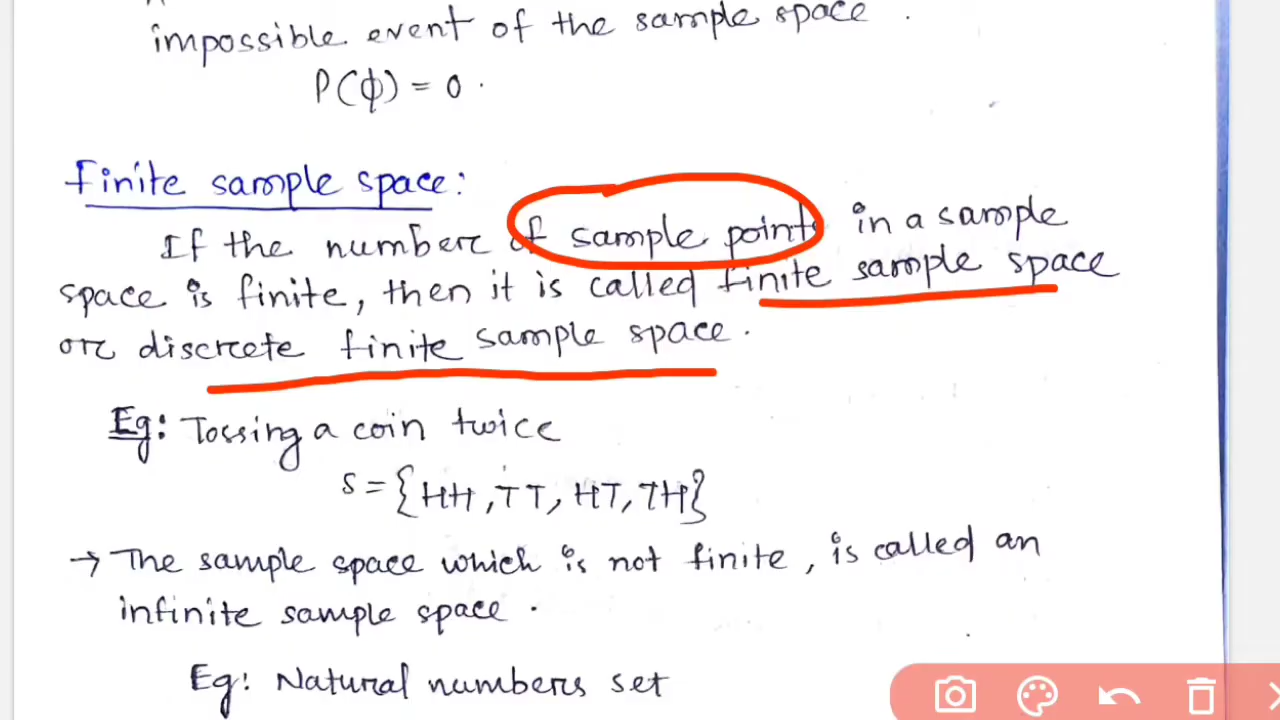 impossible event of the sample space.
P(ϕ) = 0.
Finite sample space:
If the number of sample points in a sample
space is finite, then it is called finite sample space
or discrete finite sample space.
Eg: Tossing a coin twice
S = {HH, TT, HT, TH}
→ The sample space which is not finite, is called an
infinite sample space.
Eg: Natural numbers set